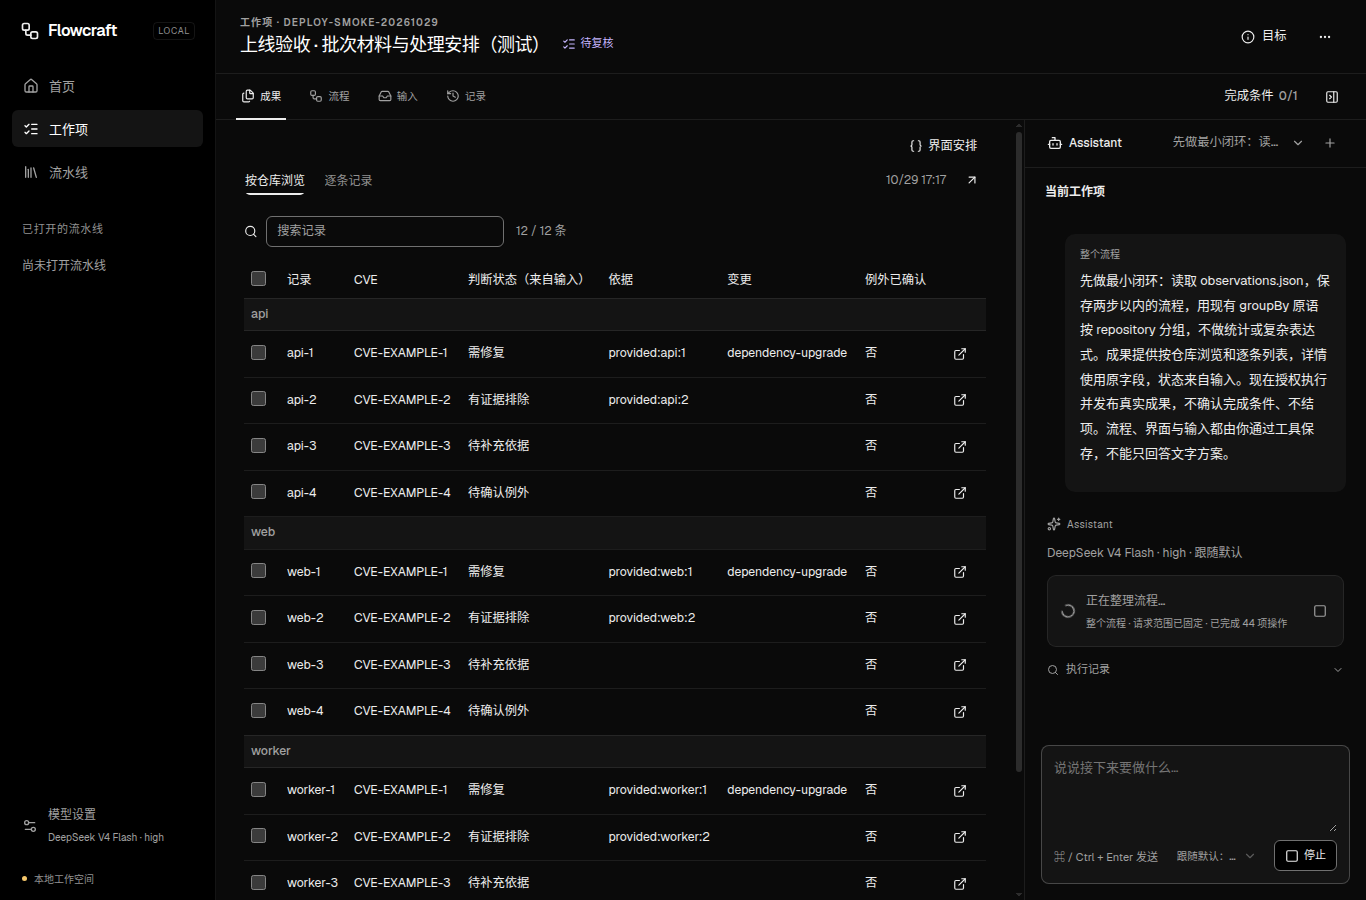 Flowcraft
LOCAL
首页
工作项
流水线
已打开的流水线
尚未打开流水线
模型设置
DeepSeek V4 Flash · high
本地工作空间
工作项 · DEPLOY-SMOKE-20261029
上线验收 · 批次材料与处理安排（测试）
待复核
目标
成果
流程
输入
记录
完成条件 0/1
界面安排
按仓库浏览
逐条记录
10/29 17:17
搜索记录
12 / 12 条
记录 CVE 判断状态（来自输入） 依据 变更 例外已确认
api
api-1 CVE-EXAMPLE-1 需修复 provided:api:1 dependency-upgrade 否
api-2 CVE-EXAMPLE-2 有证据排除 provided:api:2 否
api-3 CVE-EXAMPLE-3 待补充依据 否
api-4 CVE-EXAMPLE-4 待确认例外 否
web
web-1 CVE-EXAMPLE-1 需修复 provided:web:1 dependency-upgrade 否
web-2 CVE-EXAMPLE-2 有证据排除 provided:web:2 否
web-3 CVE-EXAMPLE-3 待补充依据 否
web-4 CVE-EXAMPLE-4 待确认例外 否
worker
worker-1 CVE-EXAMPLE-1 需修复 provided:worker:1 dependency-upgrade 否
worker-2 CVE-EXAMPLE-2 有证据排除 provided:worker:2 否
worker-3 CVE-EXAMPLE-3 待补充依据 否
Assistant
先做最小闭环：读…
当前工作项
整个流程
先做最小闭环：读取 observations.json，保
存两步以内的流程，用现有 groupBy 原语
按 repository 分组，不做统计或复杂表达
式。成果提供按仓库浏览和逐条列表，详情
使用原字段，状态来自输入。现在授权执行
并发布真实成果，不确认完成条件、不结
项。流程、界面与输入都由你通过工具保
存，不能只回答文字方案。
Assistant
DeepSeek V4 Flash · high · 跟随默认
正在整理流程…
整个流程 · 请求范围已固定 · 已完成 44 项操作
执行记录
说说接下来要做什么…
⌘ / Ctrl + Enter 发送
跟随默认：…
停止